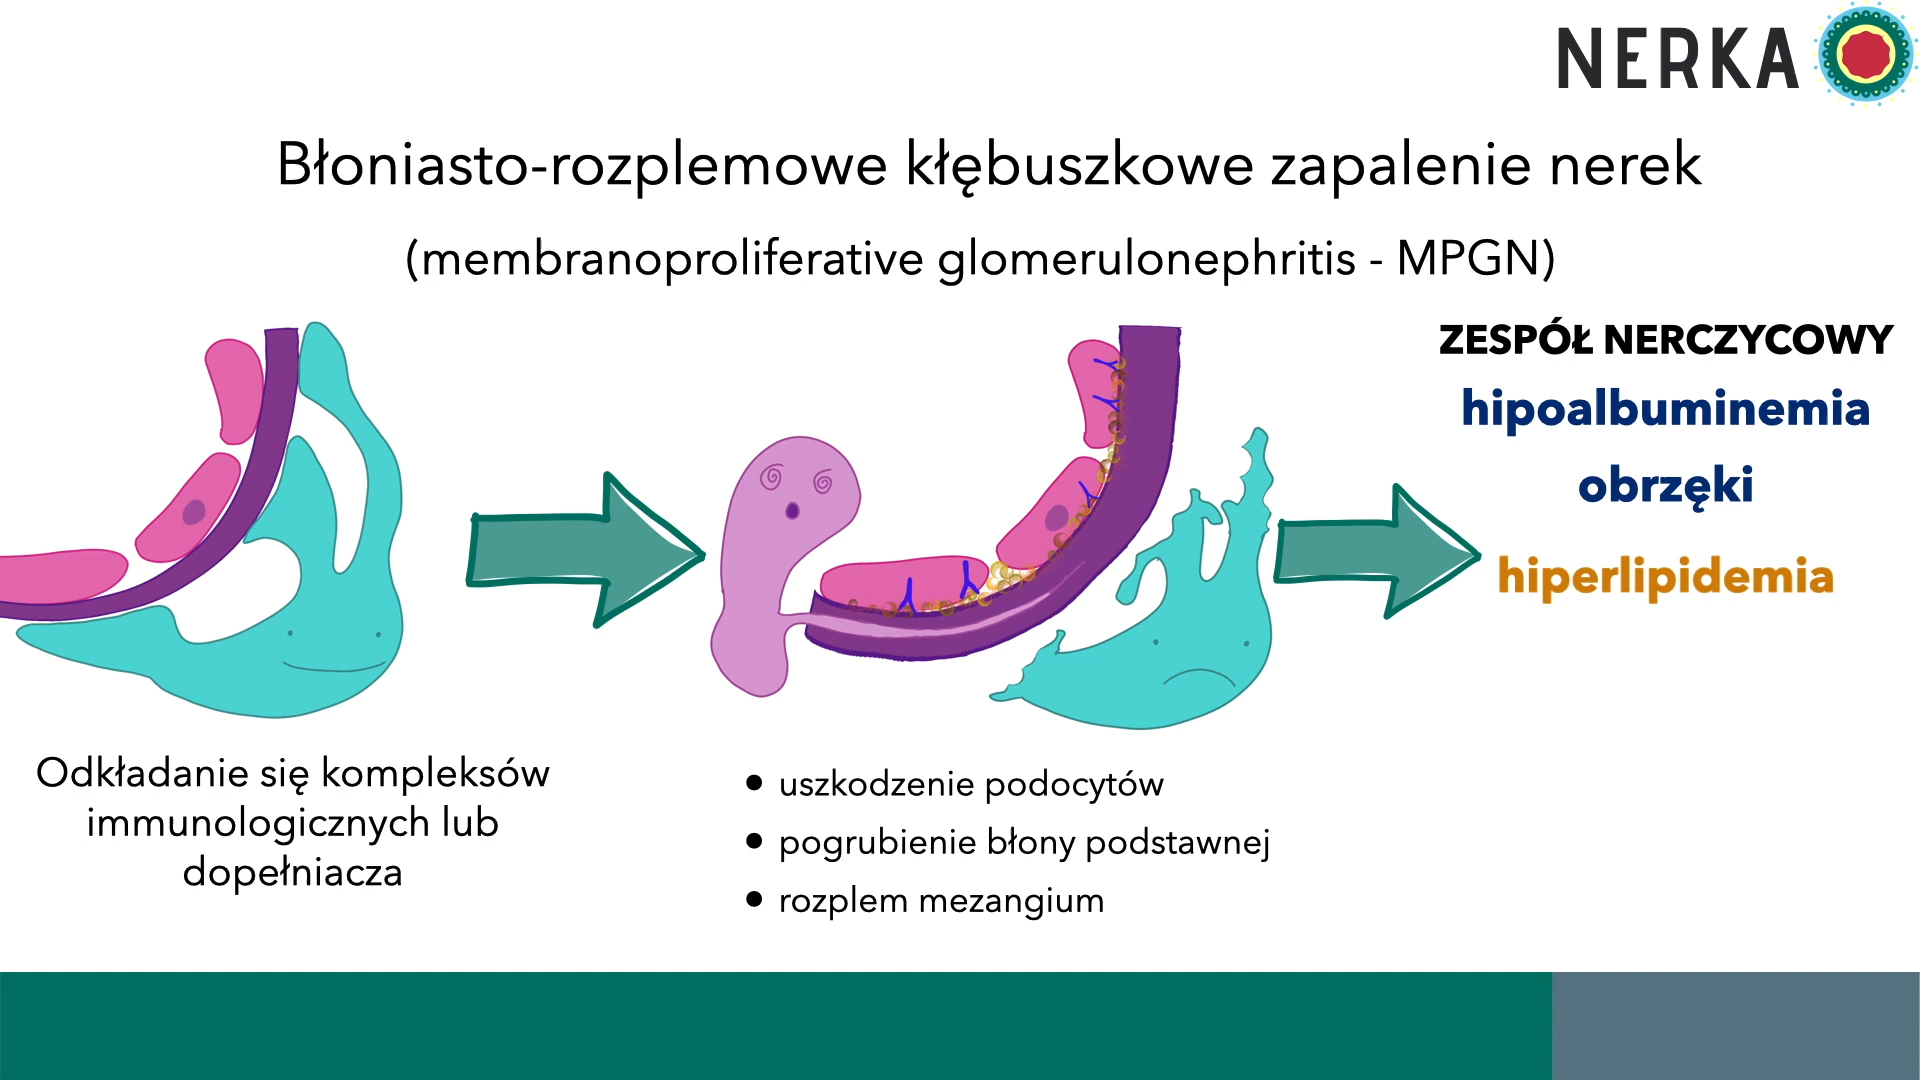 NERKA
Błoniasto-rozplemowe kłębuszkowe zapalenie nerek
(membranoproliferative glomerulonephritis - MPGN)
ZESPÓŁ NERCZYCOWY
hipoalbuminemia
obrzęki
hiperlipidemia
Odkładanie się kompleksów
immunologicznych lub
dopełniacza
• uszkodzenie podocytów
• pogrubienie błony podstawnej
• rozplem mezangium